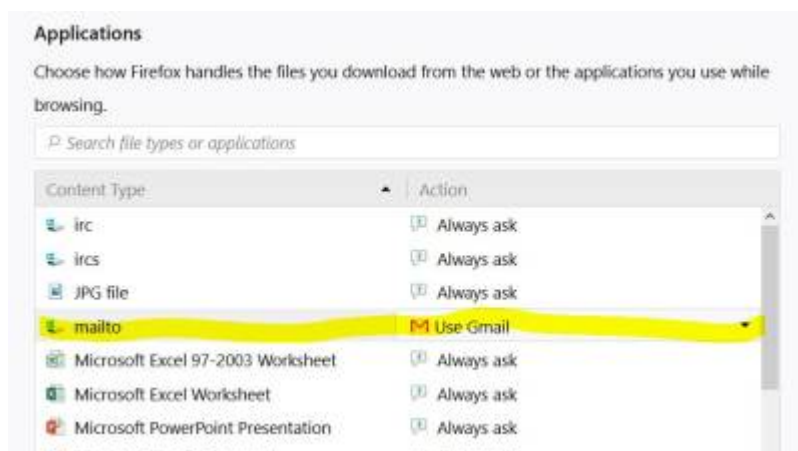 Applications
Choose how Firefox handles the files you download from the web or the applications you use while
browsing.
Search file types or applications
Content Type Action
irc Always ask
ircs Always ask
JPG file Always ask
mailto Use Gmail
Microsoft Excel 97-2003 Worksheet Always ask
Microsoft Excel Worksheet Always ask
Microsoft PowerPoint Presentation Always ask